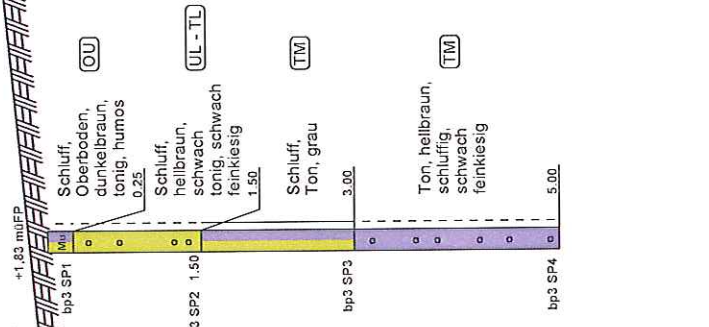 +1.83 müFP
Mu
bp3 SP1
Schluff,
Oberboden,
dunkelbraun,
tonig, humos
0.25
OU
3 SP2 1.50
Schluff,
hellbraun,
schwach
tonig, schwach
feinkiesig
1.50
UL - TL
bp3 SP3
Schluff,
Ton, grau
3.00
TM
bp3 SP4
Ton, hellbraun,
schluffig,
schwach
feinkiesig
5.00
TM